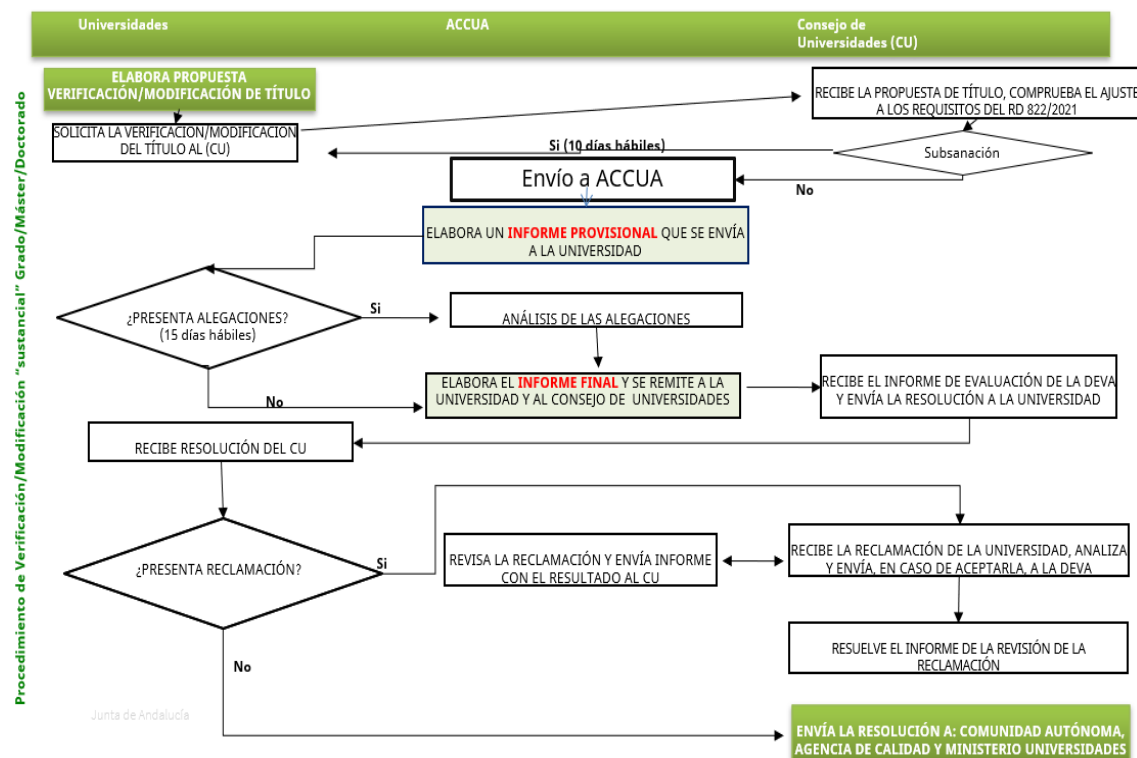 Universidades
ACCUA
Consejo de
Universidades (CU)
Procedimiento de Verificación/Modificación "sustancial" Grado/Máster/Doctorado
ELABORA PROPUESTA
VERIFICACIÓN/MODIFICACIÓN DE TÍTULO
RECIBE LA PROPUESTA DE TÍTULO, COMPRUEBA EL AJUSTE
A LOS REQUISITOS DEL RD 822/2021
SOLICITA LA VERIFICACIÓN/MODIFICACIÓN
DEL TÍTULO AL (CU)
Si (10 días hábiles)
Subsanación
Envío a ACCUA
No
ELABORA UN INFORME PROVISIONAL QUE SE ENVÍA
A LA UNIVERSIDAD
¿PRESENTA ALEGACIONES?
(15 días hábiles)
Si
ANÁLISIS DE LAS ALEGACIONES
No
ELABORA EL INFORME FINAL Y SE REMITE A LA
UNIVERSIDAD Y AL CONSEJO DE UNIVERSIDADES
RECIBE EL INFORME DE EVALUACIÓN DE LA DEVA
Y ENVÍA LA RESOLUCIÓN A LA UNIVERSIDAD
RECIBE RESOLUCIÓN DEL CU
¿PRESENTA RECLAMACIÓN?
Si
REVISA LA RECLAMACIÓN Y ENVÍA INFORME
CON EL RESULTADO AL CU
RECIBE LA RECLAMACIÓN DE LA UNIVERSIDAD, ANALIZA
Y ENVÍA, EN CASO DE ACEPTARLA, A LA DEVA
RESUELVE EL INFORME DE LA REVISIÓN DE LA
RECLAMACIÓN
No
Junta de Andalucía
ENVÍA LA RESOLUCIÓN A: COMUNIDAD AUTÓNOMA,
AGENCIA DE CALIDAD Y MINISTERIO UNIVERSIDADES